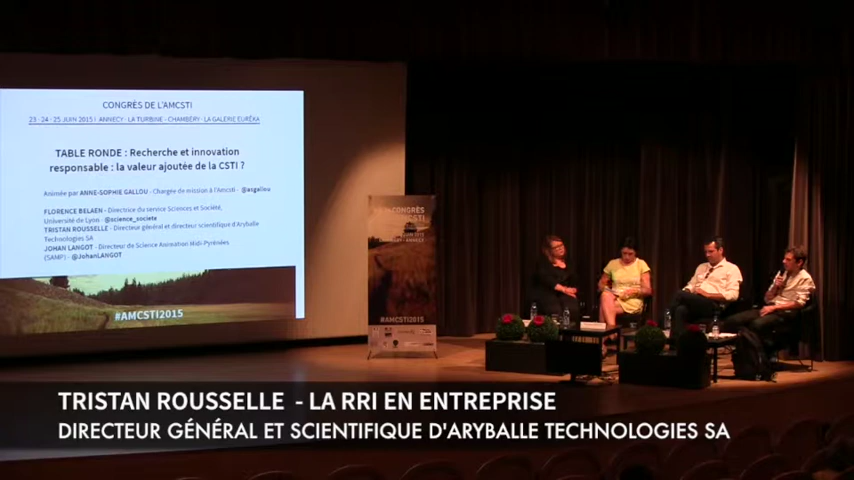 CONGRÈS DE L'AMCSTI
23 - 24 - 25 JUIN 2015 I ANNECY - LA TURBINE - CHAMBÉRY - LA GALERIE EURÊKA
TABLE RONDE : Recherche et innovation
responsable : la valeur ajoutée de la CSTI ?
Animée par ANNE-SOPHIE GALLOU - Chargée de mission à l'Amcsti - @asgallou
FLORENCE BELAEN - Directrice du service Sciences et Société,
Université de Lyon - @science_societe
TRISTAN ROUSSELLE - Directeur général et directeur scientifique d'Aryballe
Technologies SA
JOHAN LANGOT - Directeur de Science Animation Midi-Pyrénées
(SAMP) - @JohanLANGOT
#AMCSTI2015
CONGRÈS
#AMCSTI2015
TRISTAN ROUSSELLE - LA RRI EN ENTREPRISE
DIRECTEUR GÉNÉRAL ET SCIENTIFIQUE D'ARYBALLE TECHNOLOGIES SA